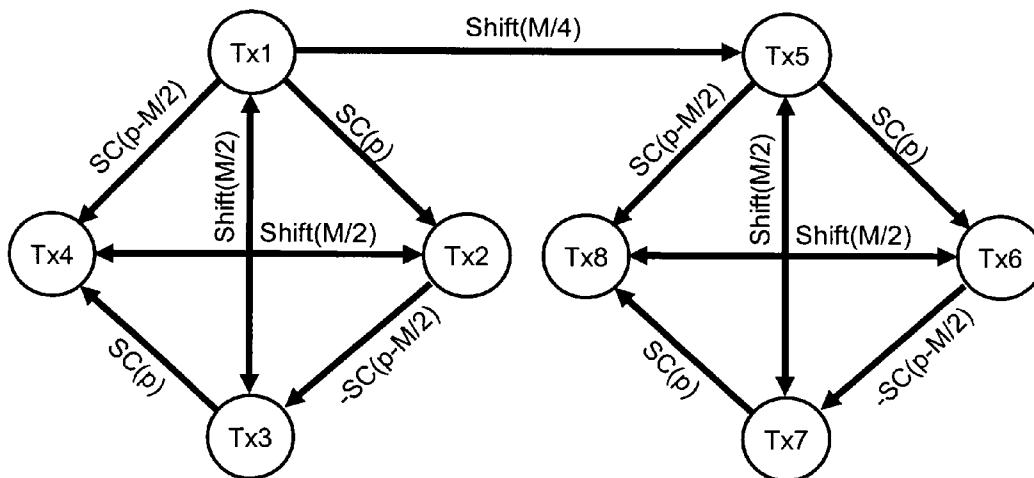 Tx1
Shift(M/4)
Tx5
SC(p-M/2)
SC(p)
Shift(M/2)
SC(p-M/2)
SC(p)
Shift(M/2)
Tx4
Shift(M/2)
Tx2
Tx8
Shift(M/2)
Tx6
SC(p)
-SC(p-M/2)
SC(p)
-SC(p-M/2)
Tx3
Tx7